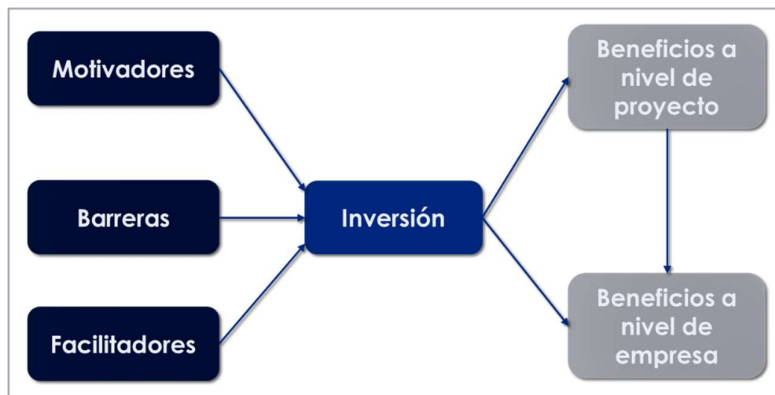 Motivadores
Barreras
Facilitadores
Inversión
Beneficios a
nivel de
proyecto
Beneficios a
nivel de
empresa